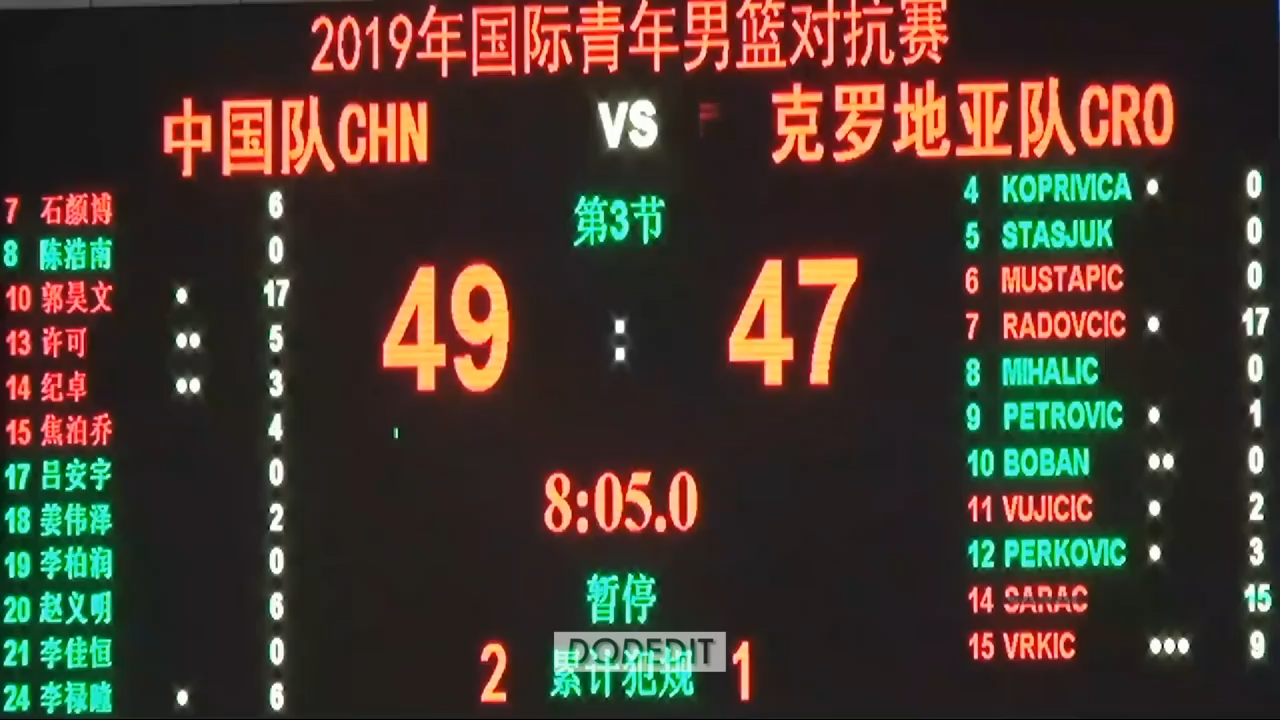 2019年国际青年男篮对抗赛
中国队CHN VS 克罗地亚队CRO
第3节
49 : 47
8:05.0
暂停
2 累计犯规 1
DODEDIT
7 石颜博 6
8 陈浩南 0
10 郭昊文 • 17
13 许可 •• 5
14 纪卓 •• 3
15 焦泊乔 4
17 吕安宇 0
18 姜伟泽 2
19 李柏润 0
20 赵义明 6
21 李佳恒 0
24 李禄瞳 • 6
4 KOPRIVICA • 0
5 STASJUK 0
6 MUSTAPIC 0
7 RADOVCIC • 17
8 MIHALIC 0
9 PETROVIC • 1
10 BOBAN •• 0
11 VUJICIC • 2
12 PERKOVIC • 3
14 SARAC 15
15 VRKIC ••• 9